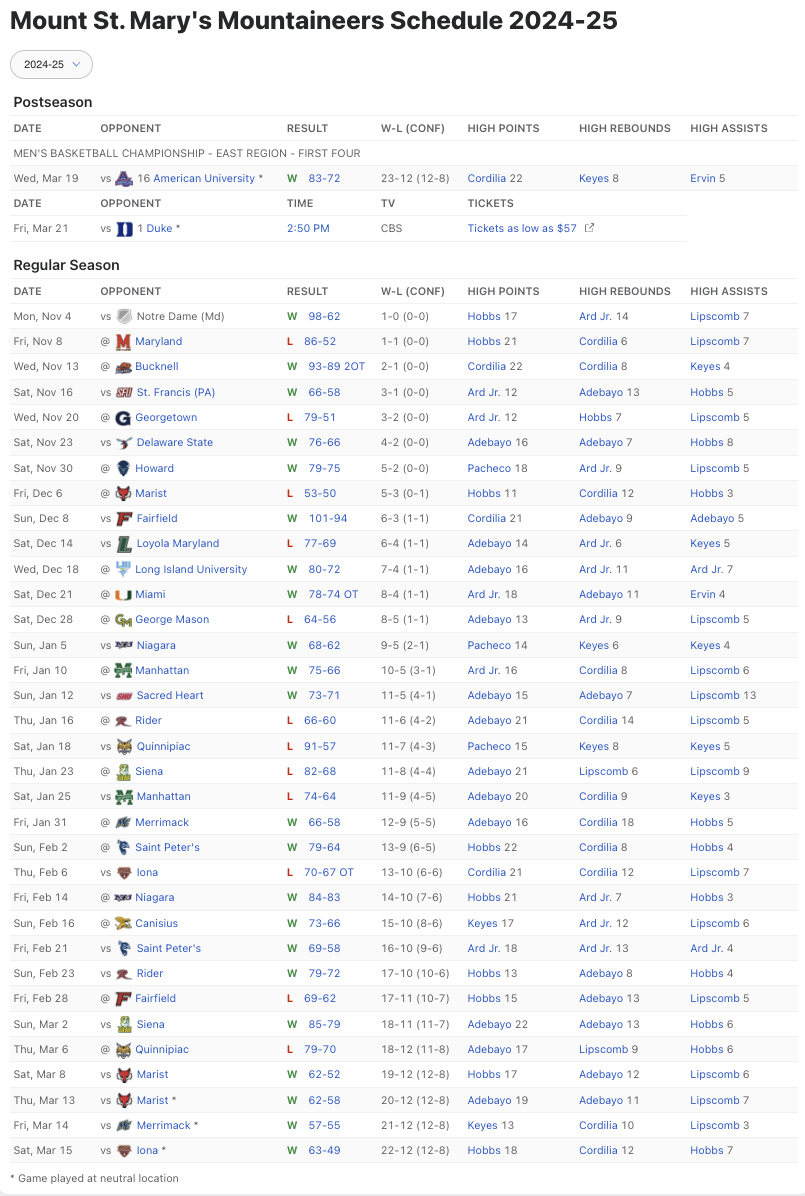 Mount St. Mary's Mountaineers Schedule 2024-25
2024-25
Postseason
DATE OPPONENT RESULT W-L (CONF) HIGH POINTS HIGH REBOUNDS HIGH ASSISTS
MEN'S BASKETBALL CHAMPIONSHIP - EAST REGION - FIRST FOUR
Wed, Mar 19 vs 16 American University * W 83-72 23-12 (12-8) Cordilia 22 Keyes 8 Ervin 5
DATE OPPONENT TIME TV TICKETS
Fri, Mar 21 vs 1 Duke * 2:50 PM CBS Tickets as low as $57
Regular Season
DATE OPPONENT RESULT W-L (CONF) HIGH POINTS HIGH REBOUNDS HIGH ASSISTS
Mon, Nov 4 vs Notre Dame (Md) W 98-62 1-0 (0-0) Hobbs 17 Ard Jr. 14 Lipscomb 7
Fri, Nov 8 @ Maryland L 86-52 1-1 (0-0) Hobbs 21 Cordilia 6 Lipscomb 7
Wed, Nov 13 @ Bucknell W 93-89 2OT 2-1 (0-0) Cordilia 22 Cordilia 8 Keyes 4
Sat, Nov 16 vs St. Francis (PA) W 66-58 3-1 (0-0) Ard Jr. 12 Adebayo 13 Hobbs 5
Wed, Nov 20 @ Georgetown L 79-51 3-2 (0-0) Ard Jr. 12 Hobbs 7 Lipscomb 5
Sat, Nov 23 vs Delaware State W 76-66 4-2 (0-0) Adebayo 16 Adebayo 7 Hobbs 8
Sat, Nov 30 @ Howard W 79-75 5-2 (0-0) Pacheco 18 Ard Jr. 9 Lipscomb 5
Fri, Dec 6 @ Marist L 53-50 5-3 (0-1) Hobbs 11 Cordilia 12 Hobbs 3
Sun, Dec 8 vs Fairfield W 101-94 6-3 (1-1) Cordilia 21 Adebayo 9 Adebayo 5
Sat, Dec 14 vs Loyola Maryland L 77-69 6-4 (1-1) Adebayo 14 Ard Jr. 6 Keyes 5
Wed, Dec 18 @ Long Island University W 80-72 7-4 (1-1) Adebayo 16 Ard Jr. 11 Ard Jr. 7
Sat, Dec 21 @ Miami W 78-74 OT 8-4 (1-1) Ard Jr. 18 Adebayo 11 Ervin 4
Sat, Dec 28 @ George Mason L 64-56 8-5 (1-1) Adebayo 13 Ard Jr. 9 Lipscomb 5
Sun, Jan 5 vs Niagara W 68-62 9-5 (2-1) Pacheco 14 Keyes 6 Keyes 4
Fri, Jan 10 @ Manhattan W 75-66 10-5 (3-1) Ard Jr. 16 Cordilia 8 Lipscomb 6
Sun, Jan 12 vs Sacred Heart W 73-71 11-5 (4-1) Adebayo 15 Adebayo 7 Lipscomb 13
Thu, Jan 16 @ Rider L 66-60 11-6 (4-2) Adebayo 21 Cordilia 14 Lipscomb 5
Sat, Jan 18 vs Quinnipiac L 91-57 11-7 (4-3) Pacheco 15 Keyes 8 Keyes 5
Thu, Jan 23 @ Siena L 82-68 11-8 (4-4) Adebayo 21 Lipscomb 6 Lipscomb 9
Sat, Jan 25 vs Manhattan L 74-64 11-9 (4-5) Adebayo 20 Cordilia 9 Keyes 3
Fri, Jan 31 @ Merrimack W 66-58 12-9 (5-5) Adebayo 16 Cordilia 18 Hobbs 5
Sun, Feb 2 @ Saint Peter's W 79-64 13-9 (6-5) Hobbs 22 Cordilia 8 Hobbs 4
Thu, Feb 6 vs Iona L 70-67 OT 13-10 (6-6) Cordilia 21 Cordilia 12 Lipscomb 7
Fri, Feb 14 @ Niagara W 84-83 14-10 (7-6) Hobbs 21 Ard Jr. 7 Hobbs 3
Sun, Feb 16 @ Canisius W 73-66 15-10 (8-6) Keyes 17 Ard Jr. 12 Lipscomb 6
Fri, Feb 21 vs Saint Peter's W 69-58 16-10 (9-6) Ard Jr. 18 Ard Jr. 13 Ard Jr. 4
Sun, Feb 23 vs Rider W 79-72 17-10 (10-6) Hobbs 13 Adebayo 8 Hobbs 4
Fri, Feb 28 @ Fairfield L 69-62 17-11 (10-7) Hobbs 15 Adebayo 13 Lipscomb 5
Sun, Mar 2 vs Siena W 85-79 18-11 (11-7) Adebayo 22 Adebayo 13 Hobbs 6
Thu, Mar 6 @ Quinnipiac L 79-70 18-12 (11-8) Adebayo 17 Lipscomb 9 Hobbs 6
Sat, Mar 8 vs Marist W 62-52 19-12 (12-8) Hobbs 17 Adebayo 12 Lipscomb 6
Thu, Mar 13 vs Marist * W 62-58 20-12 (12-8) Adebayo 19 Adebayo 11 Lipscomb 7
Fri, Mar 14 vs Merrimack * W 57-55 21-12 (12-8) Keyes 13 Cordilia 10 Lipscomb 3
Sat, Mar 15 vs Iona * W 63-49 22-12 (12-8) Hobbs 18 Cordilia 12 Hobbs 7
* Game played at neutral location